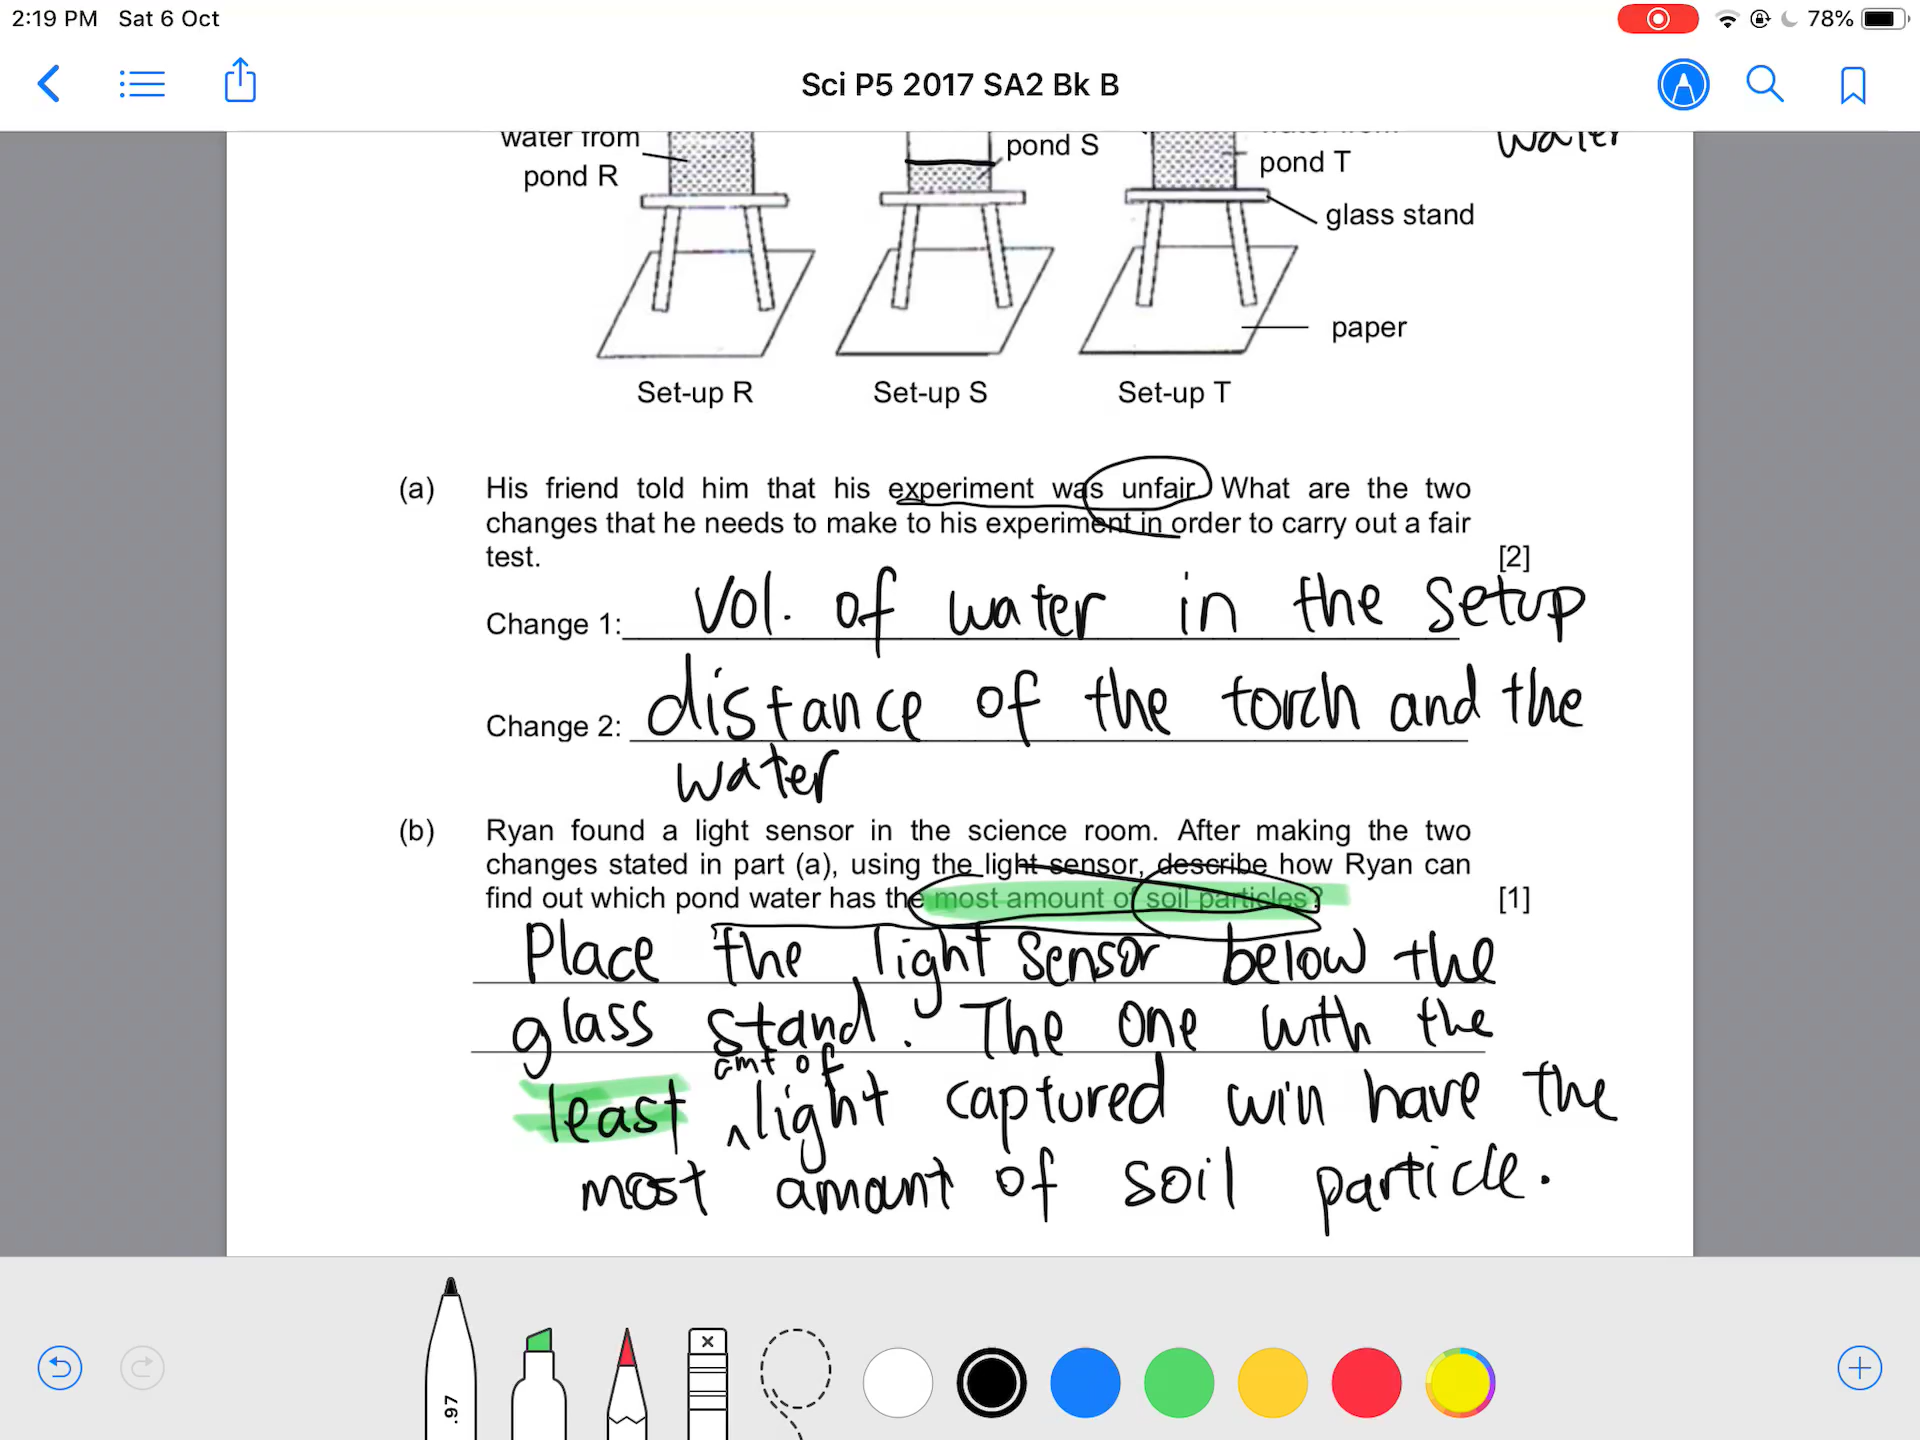 2:19 PM Sat 6 Oct
78%
Sci P5 2017 SA2 Bk B
water from
pond R
pond S
pond T
water
glass stand
paper
Set-up R Set-up S Set-up T
(a) His friend told him that his experiment was unfair. What are the two
changes that he needs to make to his experiment in order to carry out a fair
test. [2]
Change 1: Vol. of water in the setup
Change 2: distance of the torch and the
water
(b) Ryan found a light sensor in the science room. After making the two
changes stated in part (a), using the light sensor, describe how Ryan can
find out which pond water has the most amount of soil particles? [1]
Place the light sensor below the
glass stand. The one with the
amt of
least ^ light captured will have the
most amount of soil particle.
.97